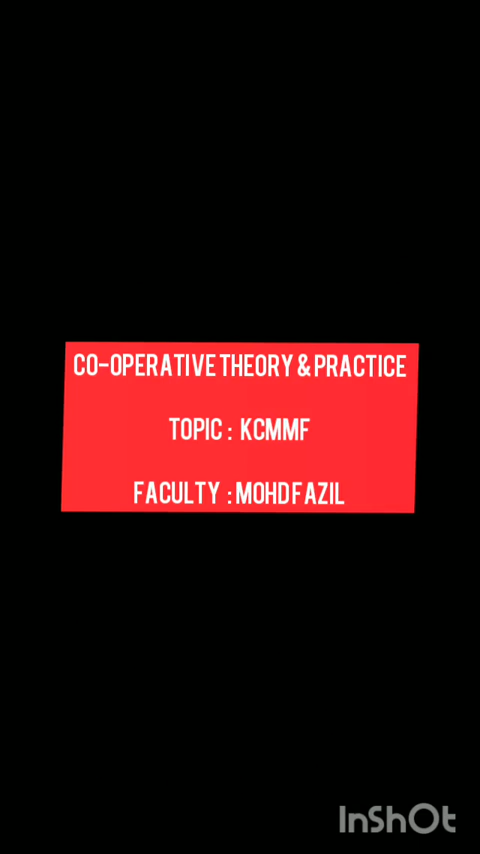 CO-OPERATIVE THEORY & PRACTICE
TOPIC : KCMMF
FACULTY : MOHD FAZIL
InShOt